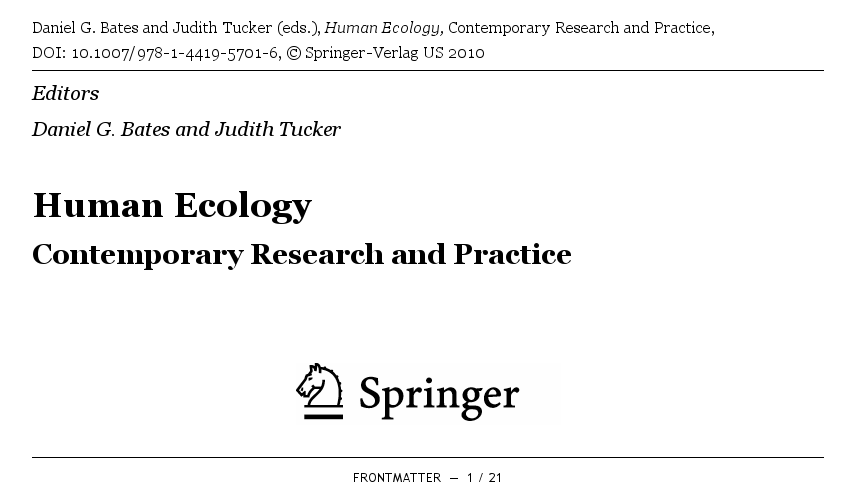 Daniel G. Bates and Judith Tucker (eds.), Human Ecology, Contemporary Research and Practice,
DOI: 10.1007/978-1-4419-5701-6, © Springer-Verlag US 2010
Editors
Daniel G. Bates and Judith Tucker
Human Ecology
Contemporary Research and Practice
Springer
FRONTMATTER — 1 / 21